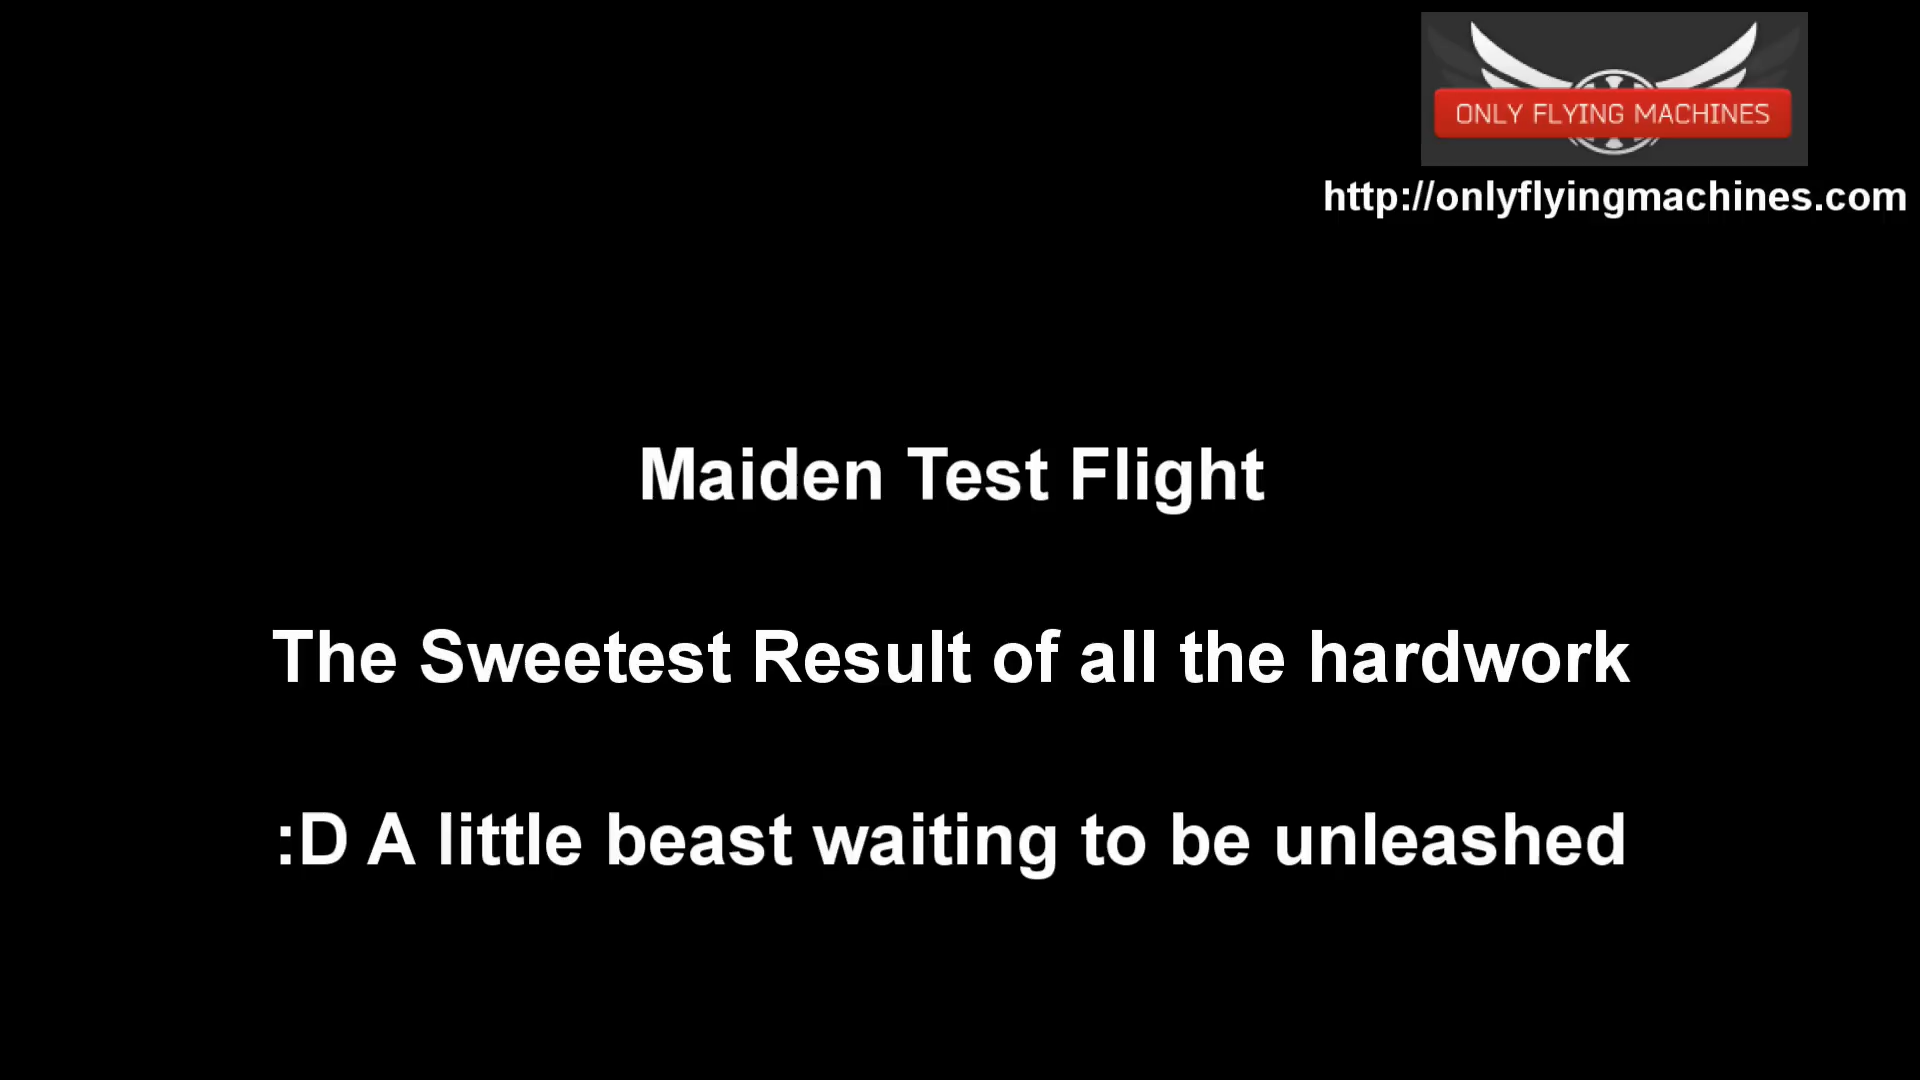 ONLY FLYING MACHINES
http://onlyflyingmachines.com
Maiden Test Flight
The Sweetest Result of all the hardwork
:D A little beast waiting to be unleashed